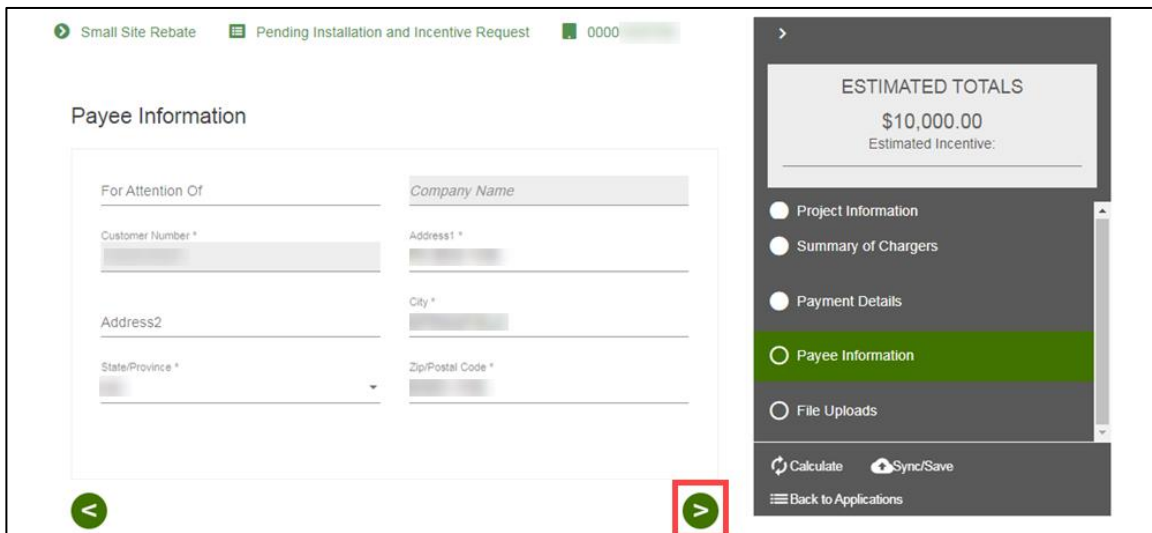 Small Site Rebate Pending Installation and Incentive Request 0000
Payee Information
For Attention Of Company Name
Customer Number * Address1 *
Address2 City *
State/Province * Zip/Postal Code *
< >
>
ESTIMATED TOTALS
$10,000.00
Estimated Incentive:
Project Information
Summary of Chargers
Payment Details
Payee Information
File Uploads
Calculate Sync/Save
Back to Applications